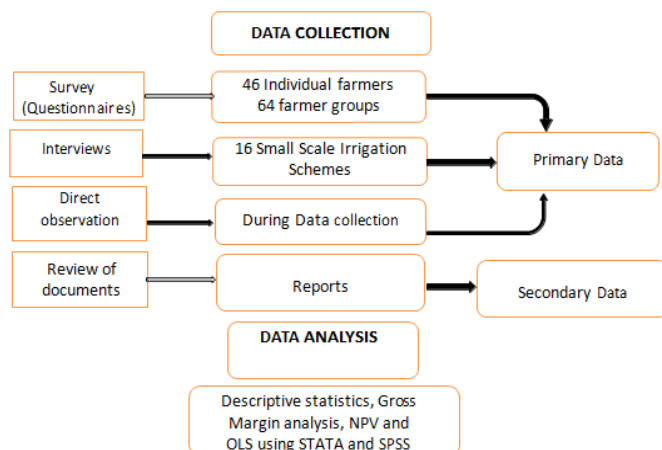 DATA COLLECTION
Survey
(Questionnaires)
46 Individual farmers
64 farmer groups
Interviews
16 Small Scale Irrigation
Schemes
Primary Data
Direct
observation
During Data collection
Review of
documents
Reports
Secondary Data
DATA ANALYSIS
Descriptive statistics, Gross
Margin analysis, NPV and
OLS using STATA and SPSS